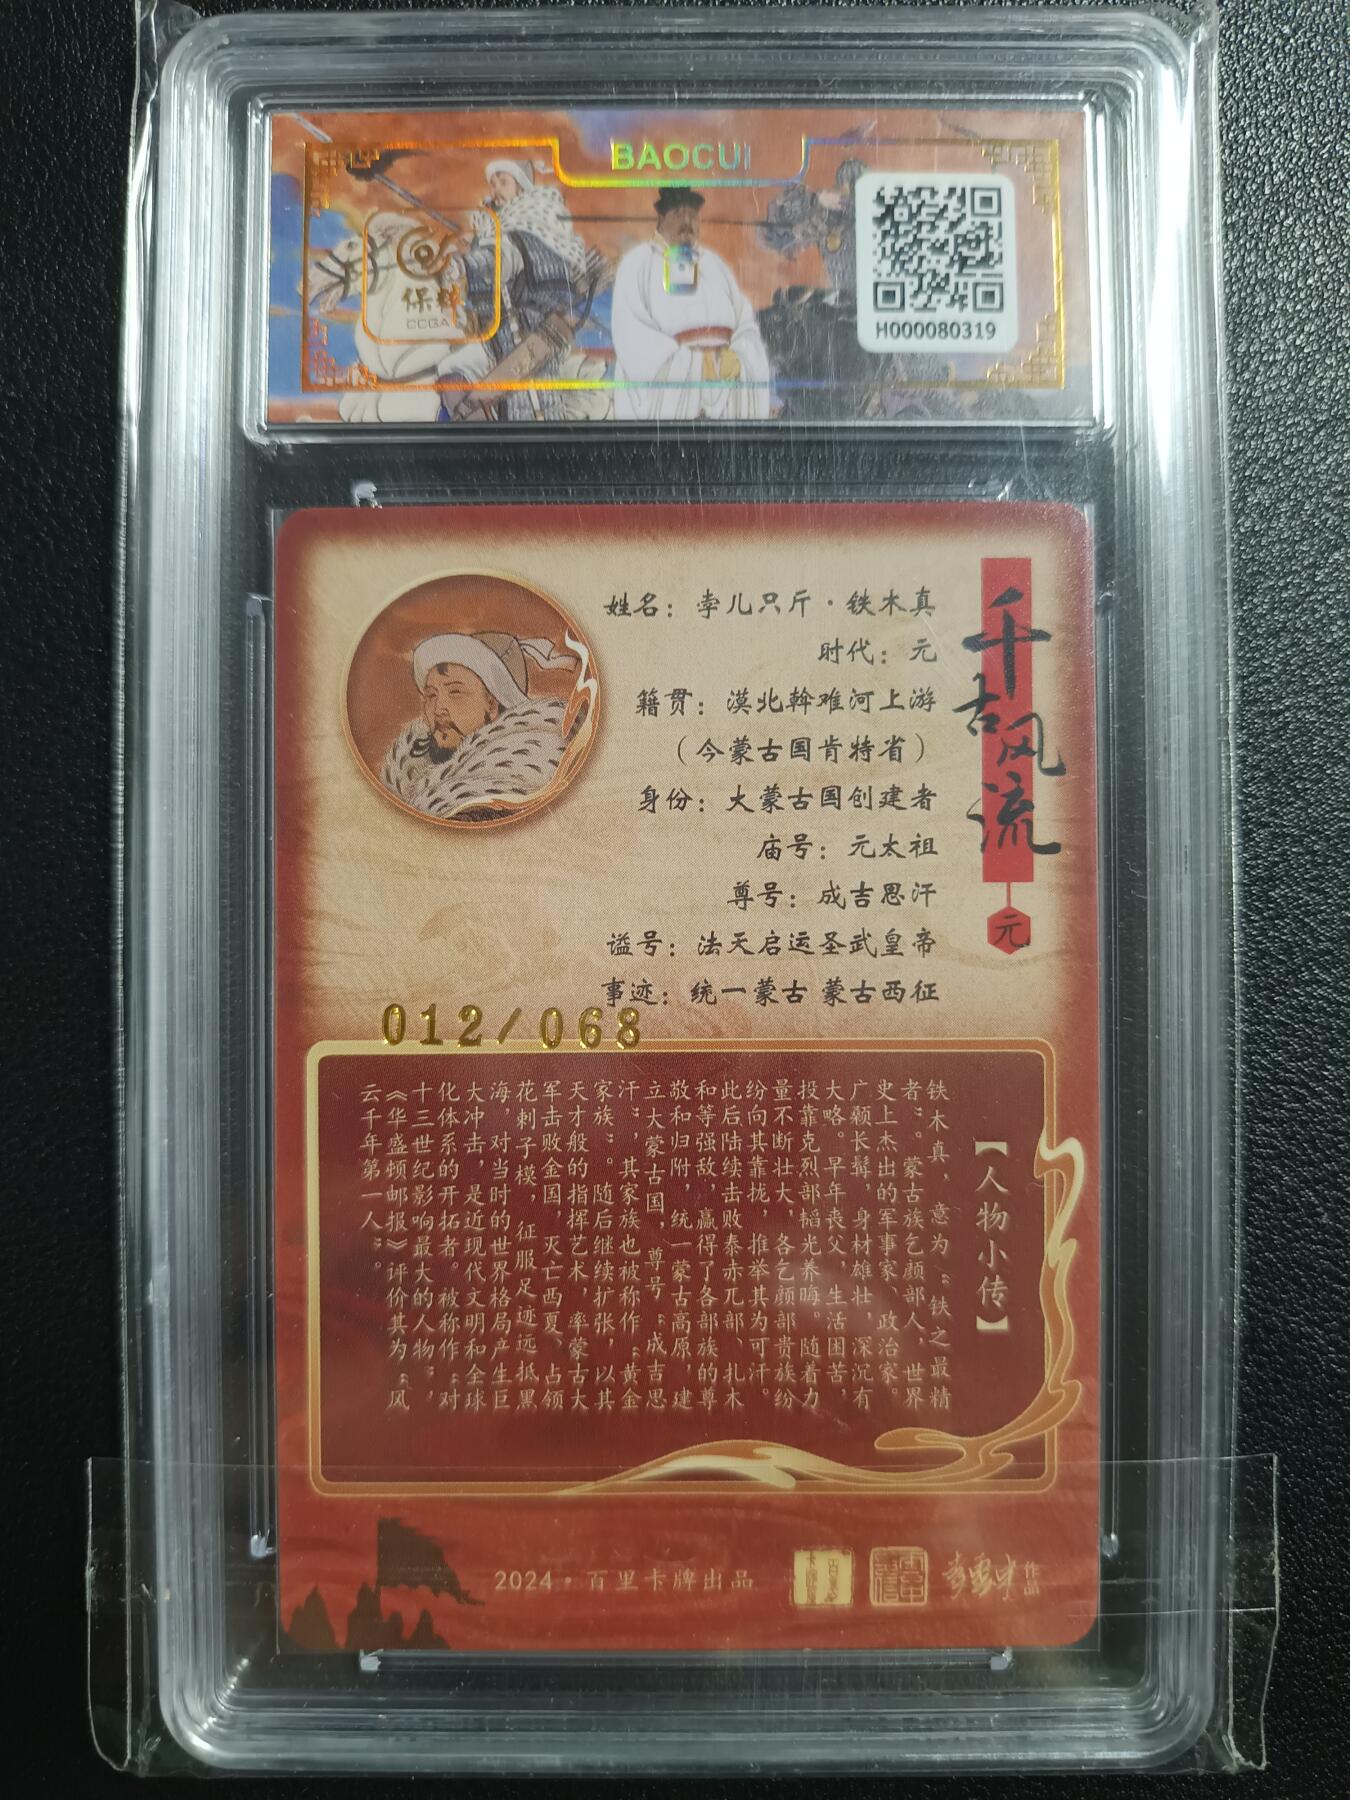 BAOCUI
保粹
CCGA
H000080319
千古风流
元
姓名：孛儿只斤·铁木真
时代：元
籍贯：漠北斡难河上游
（今蒙古国肯特省）
身份：大蒙古国创建者
庙号：元太祖
尊号：成吉思汗
谥号：法天启运圣武皇帝
事迹：统一蒙古 蒙古西征
012/068
【人物小传】
铁木真，意为“铁之最精
者”。蒙古族乞颜部人，世界
史上杰出的军事家、政治家。
广颡长髯，身材雄壮，深沉有
大略。早年丧父，生活困苦，
投靠克烈部韬光养晦。随着力
量不断壮大，各乞颜部贵族纷
纷向其靠拢，推举其为可汗。
此后陆续击败泰赤兀部、扎木
和等强敌，赢得了各部族的尊
敬和归附，统一蒙古高原，建
立大蒙古国，尊号“成吉思
汗”，其家族也被称作“黄金
家族”。随后继续扩张，以其
天才般的指挥艺术，率蒙古大
军击败金国，灭亡西夏，占领
花剌子模，征服足迹远抵黑
海，对当时的世界格局产生巨
大冲击，是近现代文明和全球
化体系的开拓者。被称作“对
十三世纪影响最大的人物”，
《华盛顿邮报》评价其为“风
云千年第一人”。
2024·百里卡牌出品
作品